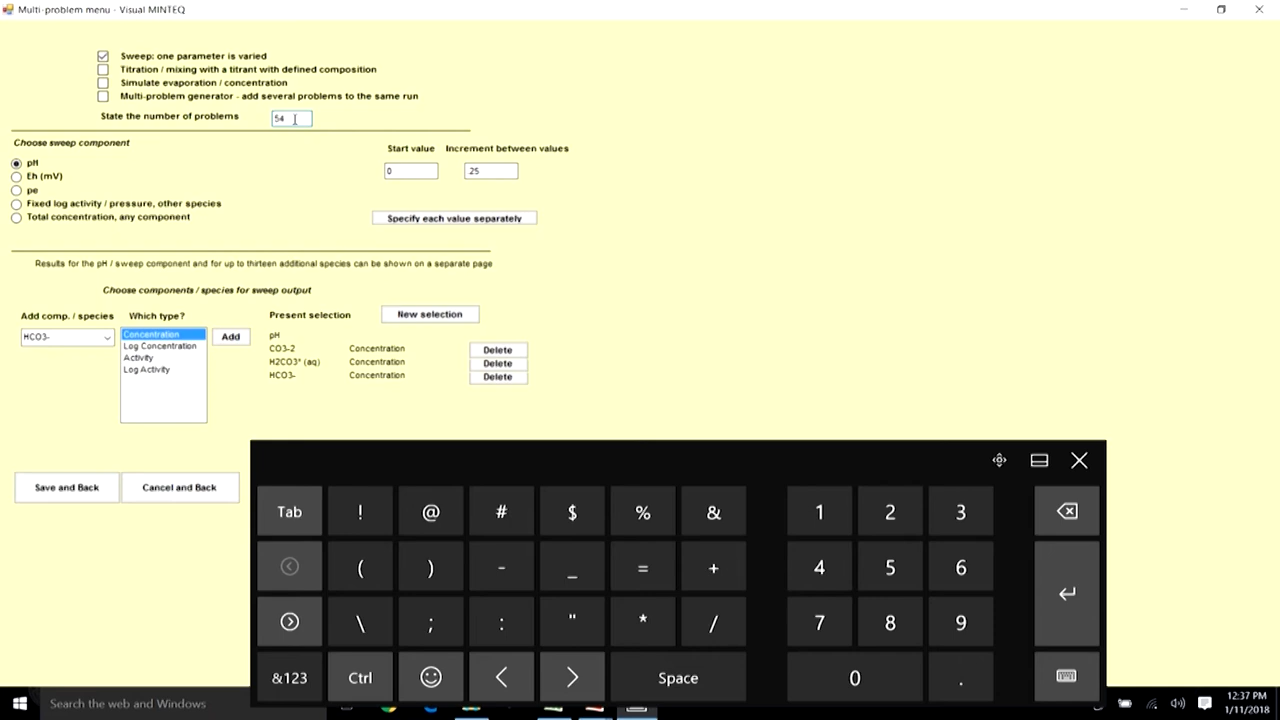 Multi-problem menu - Visual MINTEQ
Sweep: one parameter is varied
Titration / mixing with a titrant with defined composition
Simulate evaporation / concentration
Multi-problem generator - add several problems to the same run
State the number of problems 54
Choose sweep component
Start value Increment between values
pH 0 .25
Eh (mV)
pe
Fixed log activity / pressure, other species
Total concentration, any component
Specify each value separately
Results for the pH / sweep component and for up to thirteen additional species can be shown on a separate page
Choose components / species for sweep output
Add comp. / species Which type? Present selection New selection
HCO3- Concentration Add pH
Log Concentration CO3-2 Concentration Delete
Activity H2CO3* (aq) Concentration Delete
Log Activity HCO3- Concentration Delete
Save and Back Cancel and Back
Tab ! @ # $ % & 1 2 3
( ) - _ = + 4 5 6
\ ; : " * / 7 8 9
&123 Ctrl < > Space 0 .
Search the web and Windows
12:37 PM
1/11/2018